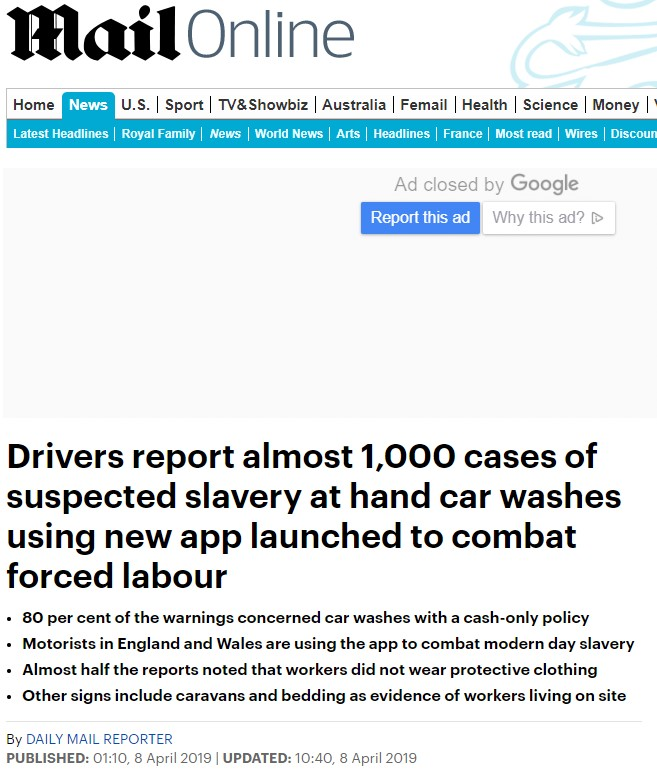 Mail Online
Home News U.S. Sport TV&Showbiz Australia Femail Health Science Money
Latest Headlines Royal Family News World News Arts Headlines France Most read Wires Discoun
Ad closed by Google
Report this ad Why this ad?
Drivers report almost 1,000 cases of
suspected slavery at hand car washes
using new app launched to combat
forced labour
• 80 per cent of the warnings concerned car washes with a cash-only policy
• Motorists in England and Wales are using the app to combat modern day slavery
• Almost half the reports noted that workers did not wear protective clothing
• Other signs include caravans and bedding as evidence of workers living on site
By DAILY MAIL REPORTER
PUBLISHED: 01:10, 8 April 2019 | UPDATED: 10:40, 8 April 2019